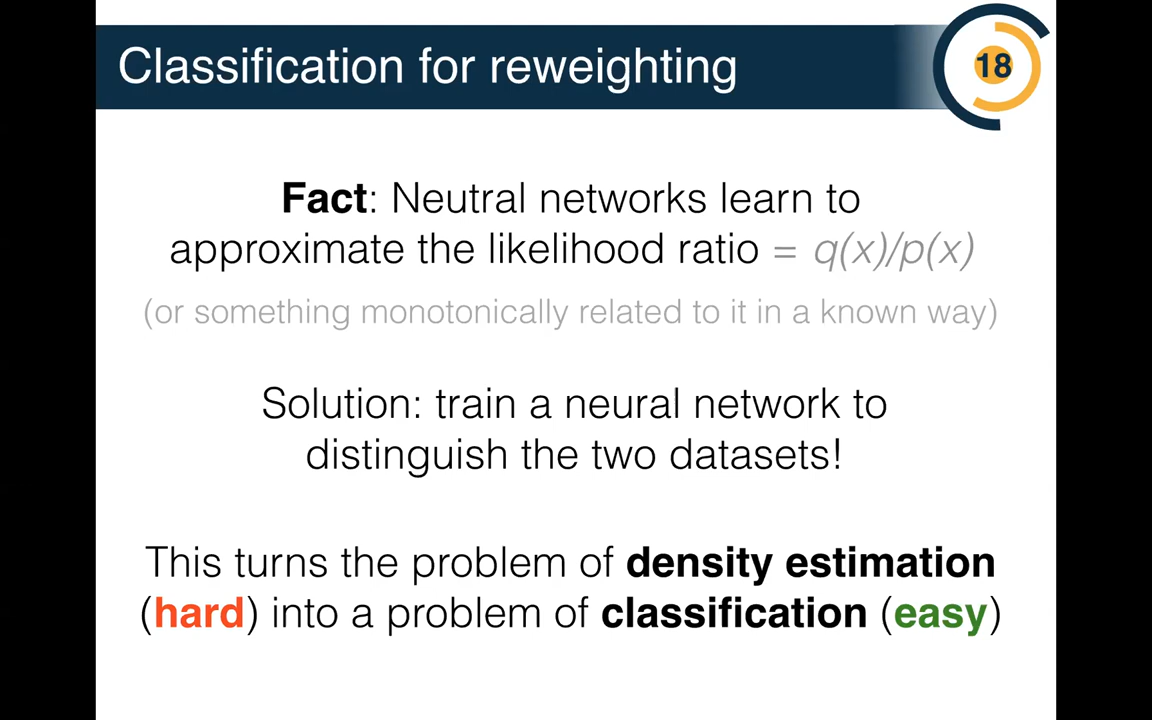 Classification for reweighting
18
Fact: Neutral networks learn to
approximate the likelihood ratio = q(x)/p(x)
(or something monotonically related to it in a known way)
Solution: train a neural network to
distinguish the two datasets!
This turns the problem of density estimation
(hard) into a problem of classification (easy)